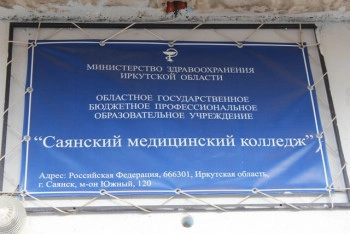 МИНИСТЕРСТВО ЗДРАВООХРАНЕНИЯ
ИРКУТСКОЙ ОБЛАСТИ
ОБЛАСТНОЕ ГОСУДАРСТВЕННОЕ
БЮДЖЕТНОЕ ПРОФЕССИОНАЛЬНОЕ
ОБРАЗОВАТЕЛЬНОЕ УЧРЕЖДЕНИЕ
“Саянский медицинский колледж”
Адрес: Российская Федерация, 666301, Иркутская область,
г. Саянск, м-он Южный, 120